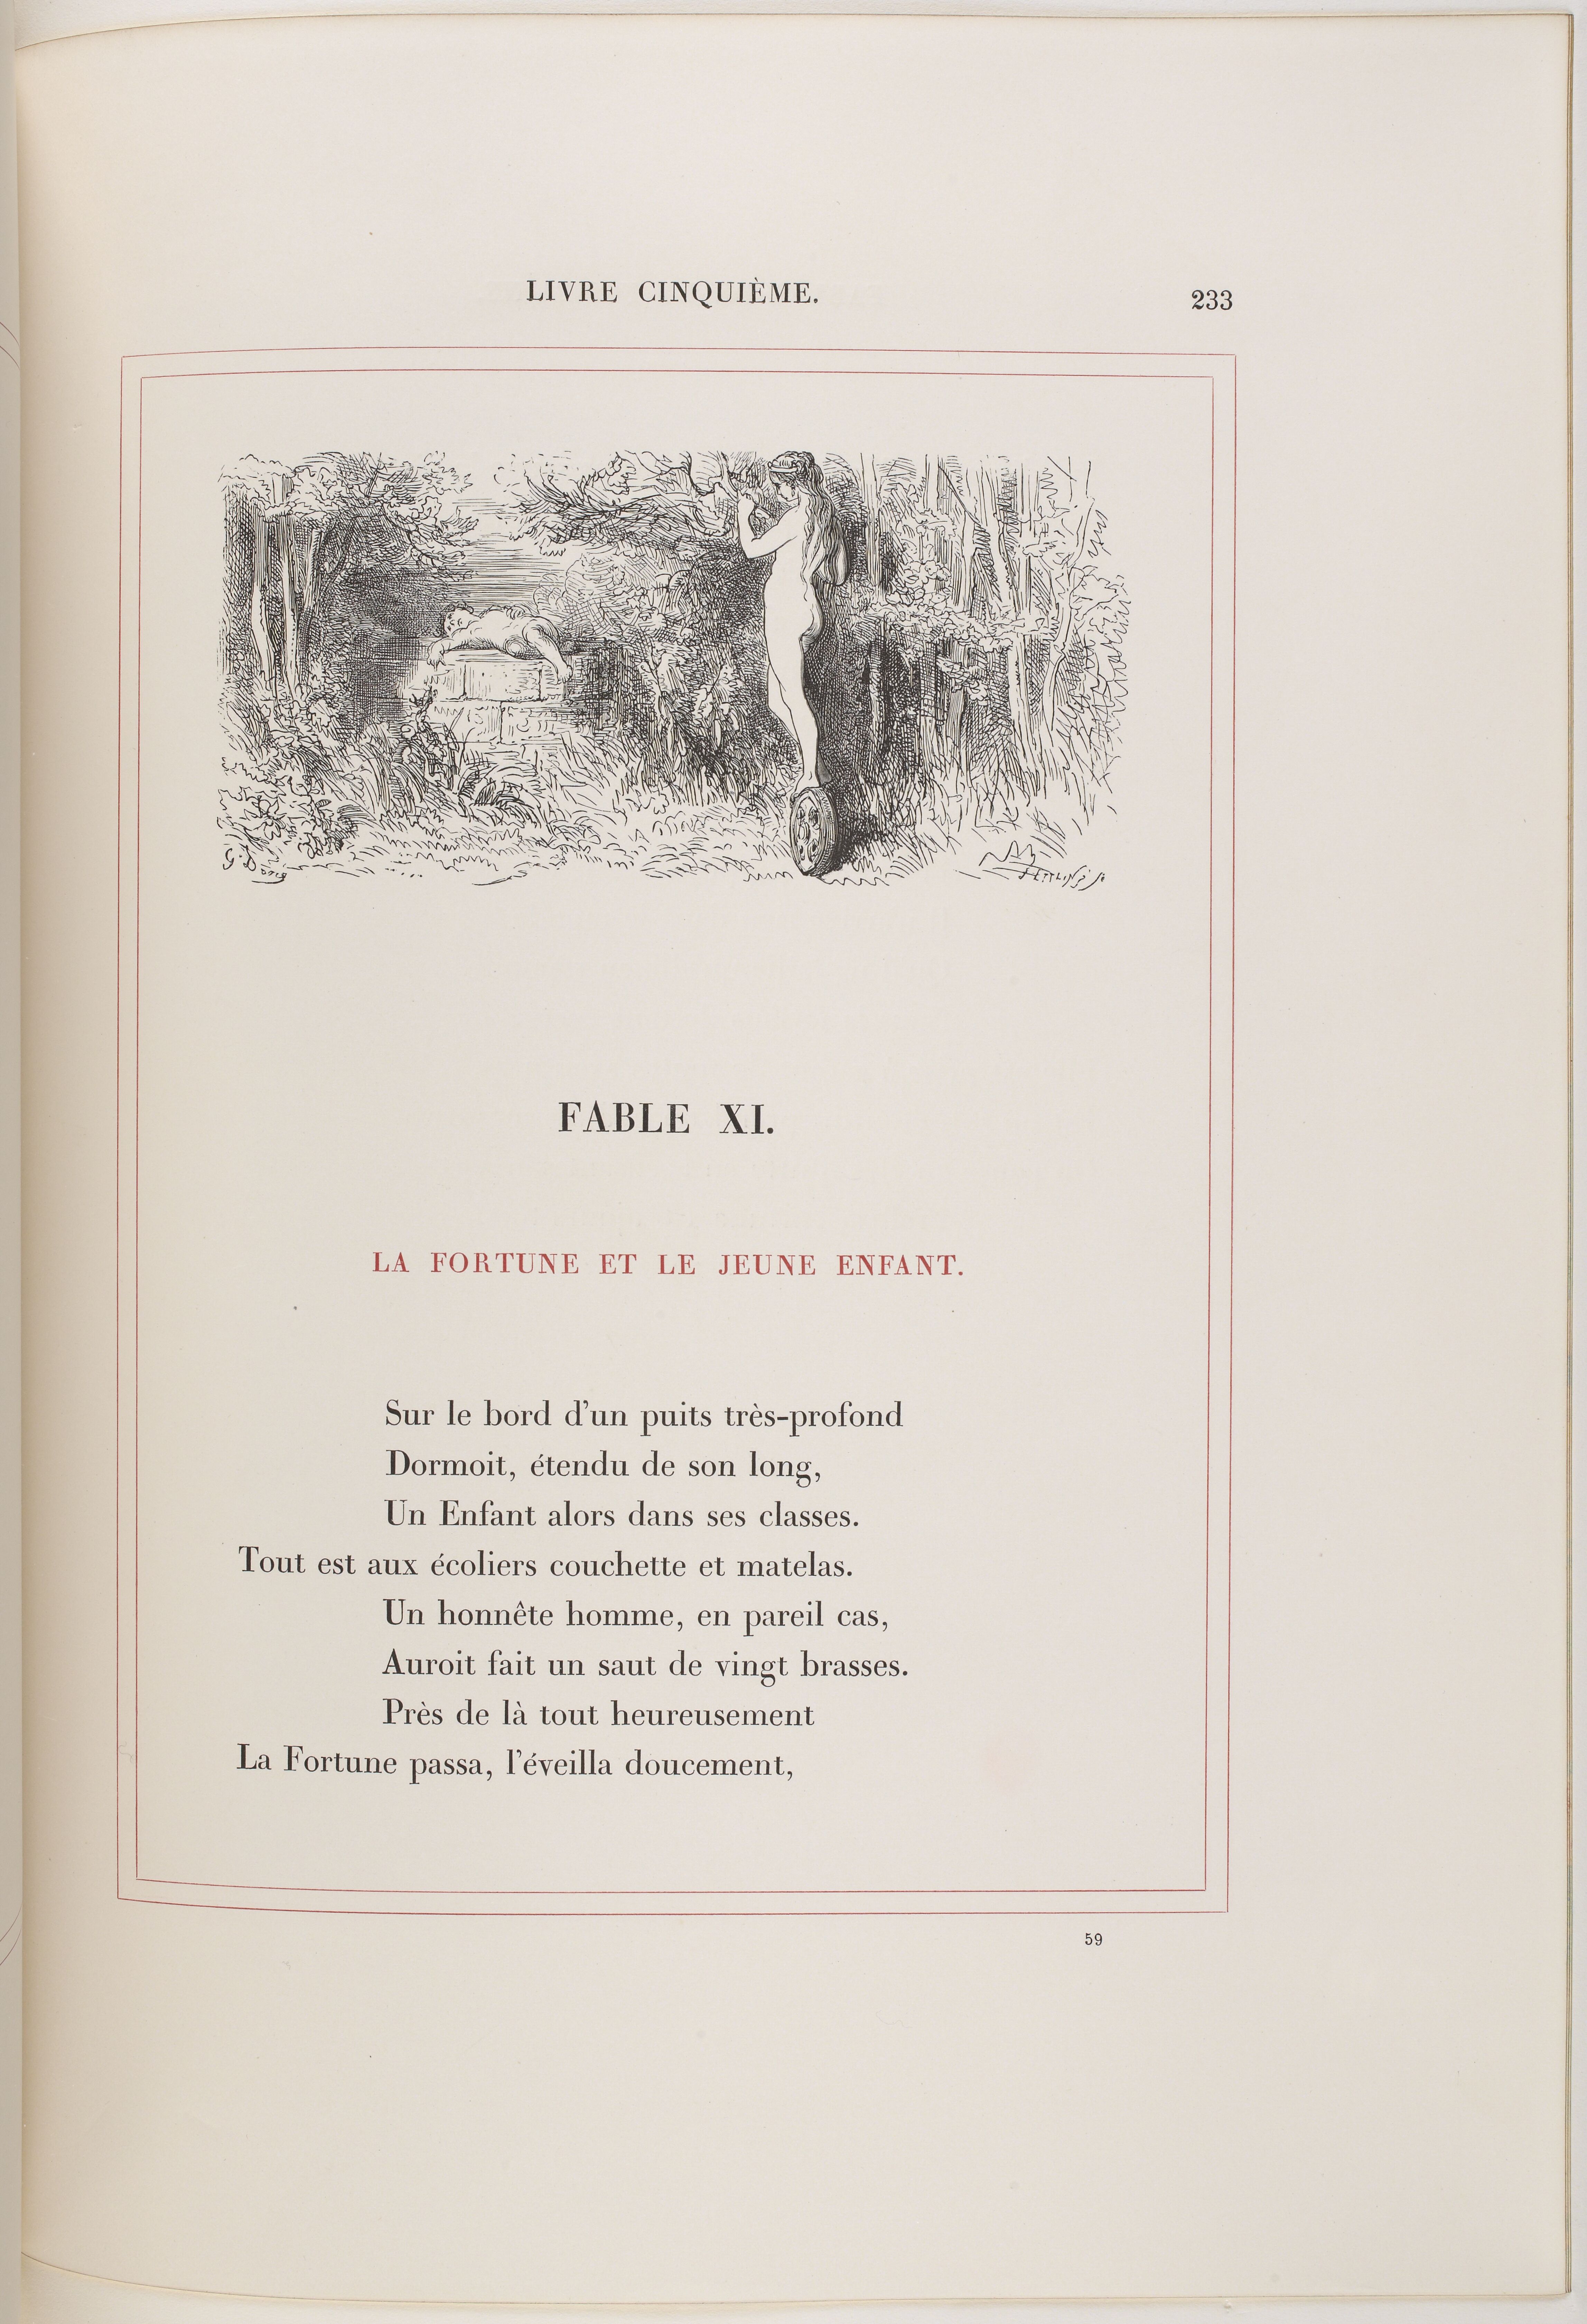 LIVRE CINQUIÈME.
233
G. Doré
FABLE XI.
LA FORTUNE ET LE JEUNE ENFANT.
Sur le bord d'un puits très-profond
Dormoit, étendu de son long,
Un Enfant alors dans ses classes.
Tout est aux écoliers couchette et matelas.
Un honnête homme, en pareil cas,
Auroit fait un saut de vingt brasses.
Près de là tout heureusement
La Fortune passa, l'éveilla doucement,
59